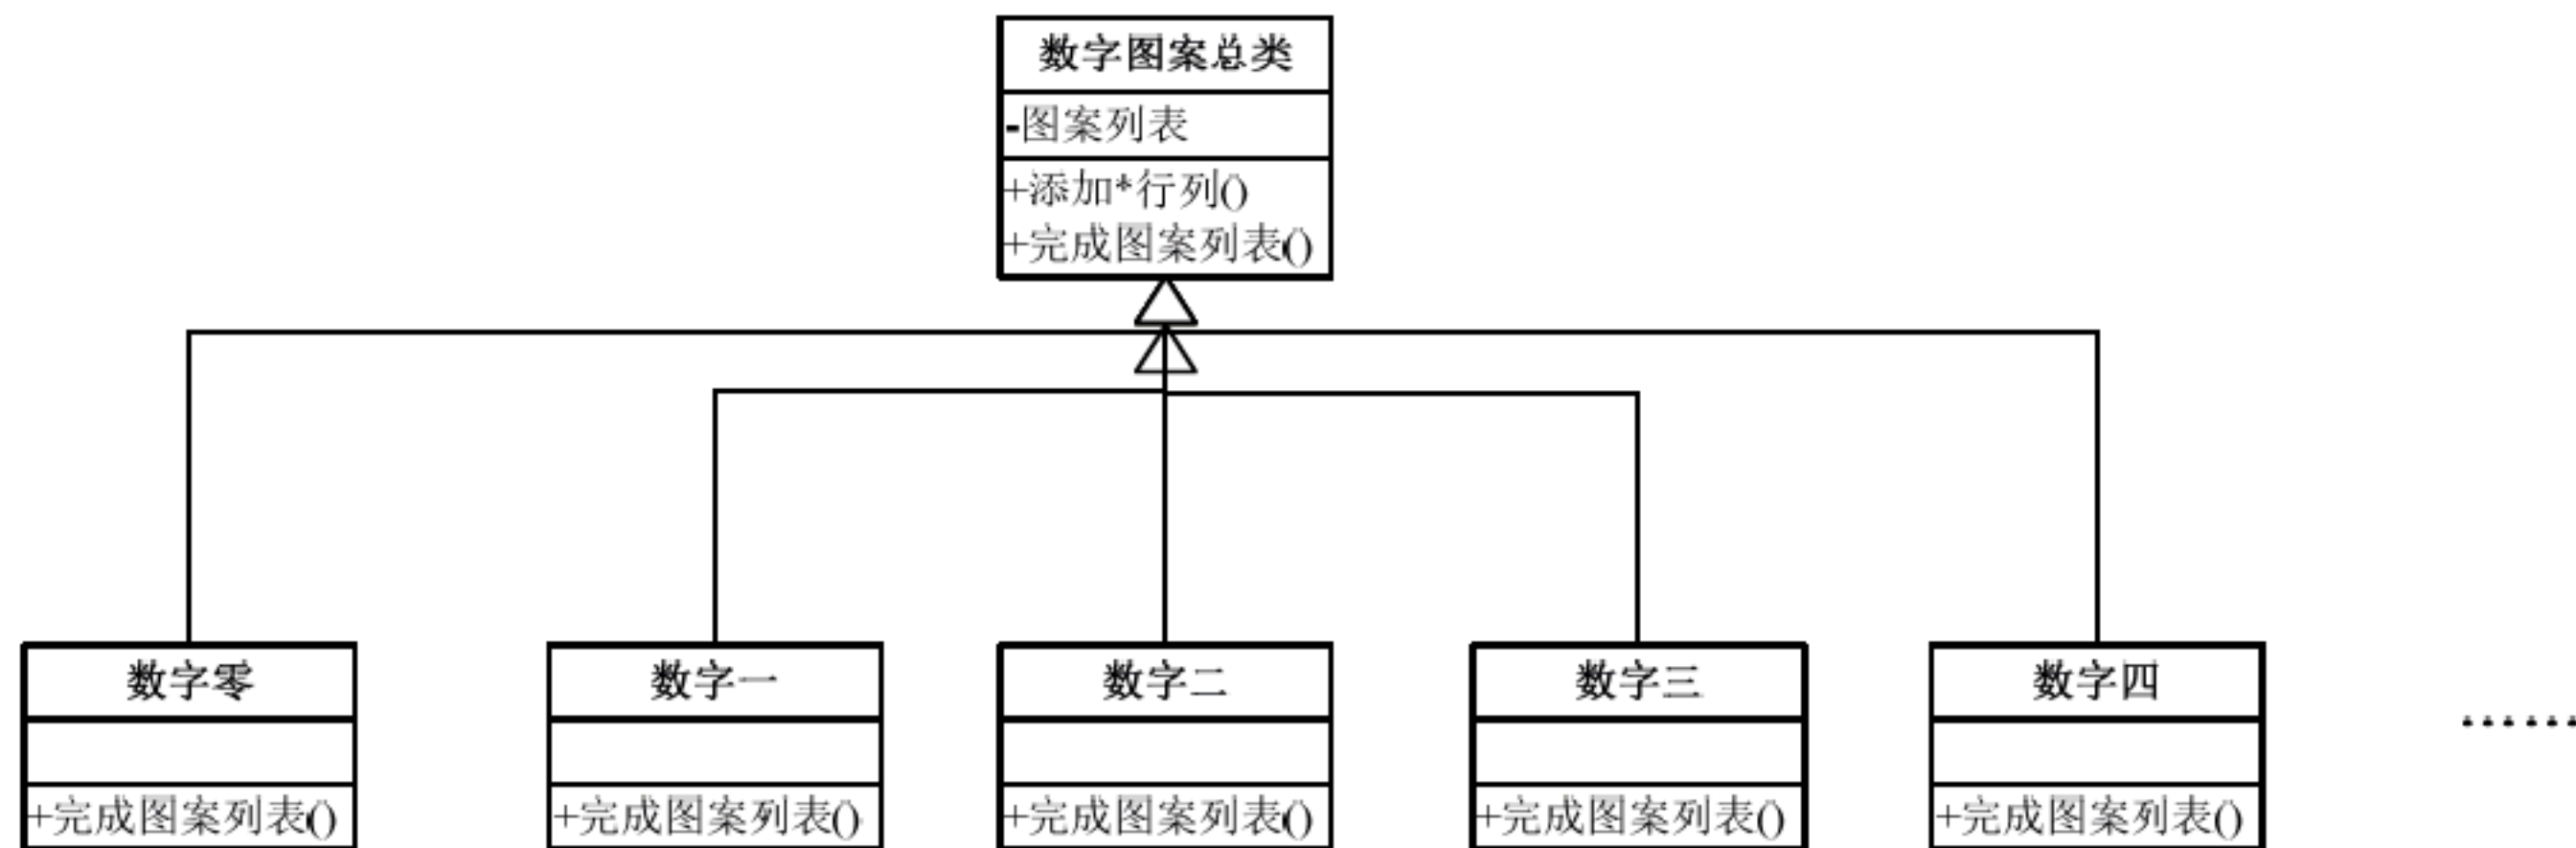 数字图案总类
-图案列表
+添加*行列()
+完成图案列表()
数字零
数字一
数字二
数字三
数字四
......
+完成图案列表()
+完成图案列表()
+完成图案列表()
+完成图案列表()
+完成图案列表()